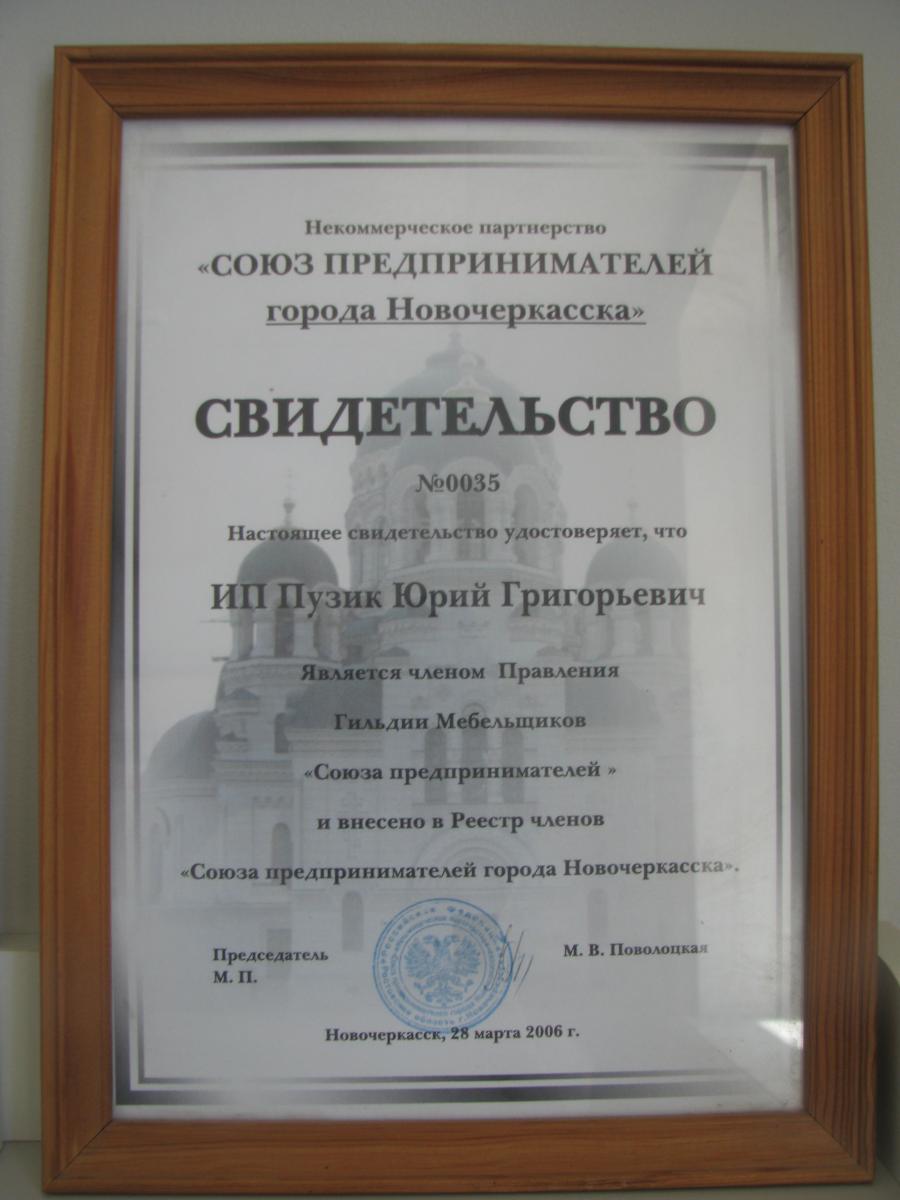 Некоммерческое партнерство
«СОЮЗ ПРЕДПРИНИМАТЕЛЕЙ
города Новочеркасска»
СВИДЕТЕЛЬСТВО
№0035
Настоящее свидетельство удостоверяет, что
ИП Пузик Юрий Григорьевич
Является членом Правления
Гильдии Мебельщиков
«Союза предпринимателей »
и внесено в Реестр членов
«Союза предпринимателей города Новочеркасска».
Председатель
М. В. Поволоцкая
М. П.
Новочеркасск, 28 марта 2006 г.